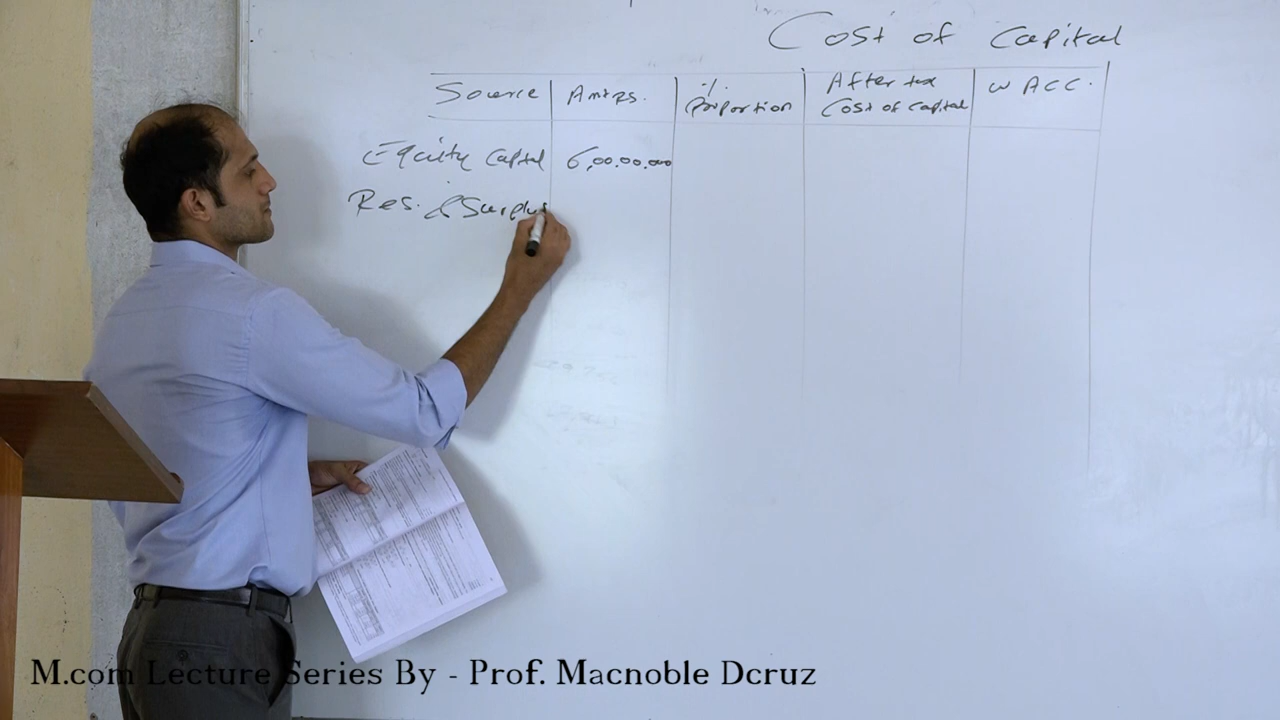 Cost of Capital
Source Amt rs. % Proportion After tax Cost of Capital WACC.
Equity Capital 6,00,00,000
Res. & Surplus
M.com Lecture Series By - Prof. Macnoble Dcruz